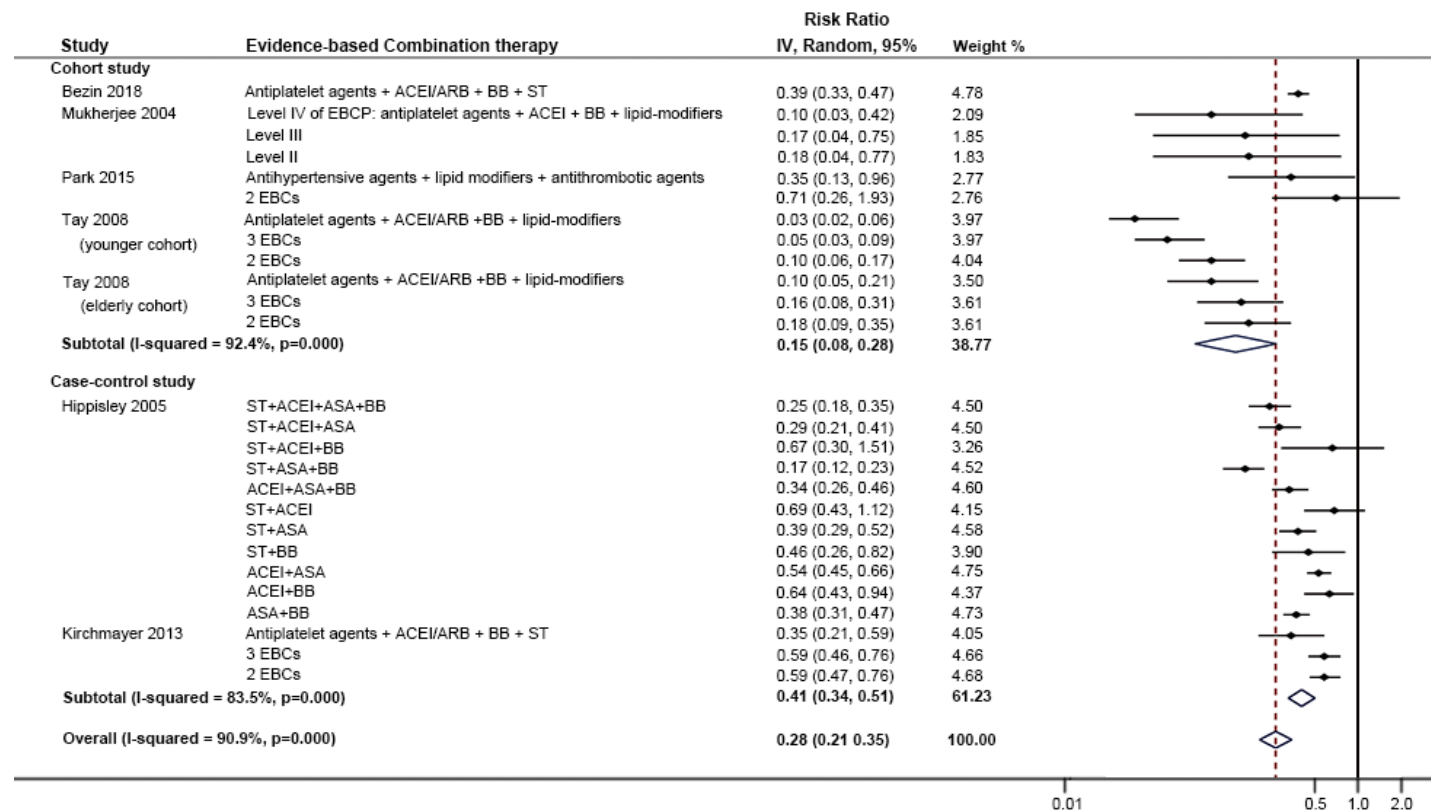 Risk Ratio
Study Evidence-based Combination therapy IV, Random, 95% Weight %
Cohort study
Bezin 2018 Antiplatelet agents + ACEI/ARB + BB + ST 0.39 (0.33, 0.47) 4.78
Mukherjee 2004 Level IV of EBCP: antiplatelet agents + ACEI + BB + lipid-modifiers 0.10 (0.03, 0.42) 2.09
Level III 0.17 (0.04, 0.75) 1.85
Level II 0.18 (0.04, 0.77) 1.83
Park 2015 Antihypertensive agents + lipid modifiers + antithrombotic agents 0.35 (0.13, 0.96) 2.77
2 EBCs 0.71 (0.26, 1.93) 2.76
Tay 2008 Antiplatelet agents + ACEI/ARB +BB + lipid-modifiers 0.03 (0.02, 0.06) 3.97
(younger cohort) 3 EBCs 0.05 (0.03, 0.09) 3.97
2 EBCs 0.10 (0.06, 0.17) 4.04
Tay 2008 Antiplatelet agents + ACEI/ARB +BB + lipid-modifiers 0.10 (0.05, 0.21) 3.50
(elderly cohort) 3 EBCs 0.16 (0.08, 0.31) 3.61
2 EBCs 0.18 (0.09, 0.35) 3.61
Subtotal (I-squared = 92.4%, p=0.000) 0.15 (0.08, 0.28) 38.77
Case-control study
Hippisley 2005 ST+ACEI+ASA+BB 0.25 (0.18, 0.35) 4.50
ST+ACEI+ASA 0.29 (0.21, 0.41) 4.50
ST+ACEI+BB 0.67 (0.30, 1.51) 3.26
ST+ASA+BB 0.17 (0.12, 0.23) 4.52
ACEI+ASA+BB 0.34 (0.26, 0.46) 4.60
ST+ACEI 0.69 (0.43, 1.12) 4.15
ST+ASA 0.39 (0.29, 0.52) 4.58
ST+BB 0.46 (0.26, 0.82) 3.90
ACEI+ASA 0.54 (0.45, 0.66) 4.75
ACEI+BB 0.64 (0.43, 0.94) 4.37
ASA+BB 0.38 (0.31, 0.47) 4.73
Kirchmayer 2013 Antiplatelet agents + ACEI/ARB + BB + ST 0.35 (0.21, 0.59) 4.05
3 EBCs 0.59 (0.46, 0.76) 4.66
2 EBCs 0.59 (0.47, 0.76) 4.68
Subtotal (I-squared = 83.5%, p=0.000) 0.41 (0.34, 0.51) 61.23
Overall (I-squared = 90.9%, p=0.000) 0.28 (0.21 0.35) 100.00
0.01 0.5 1.0 2.0